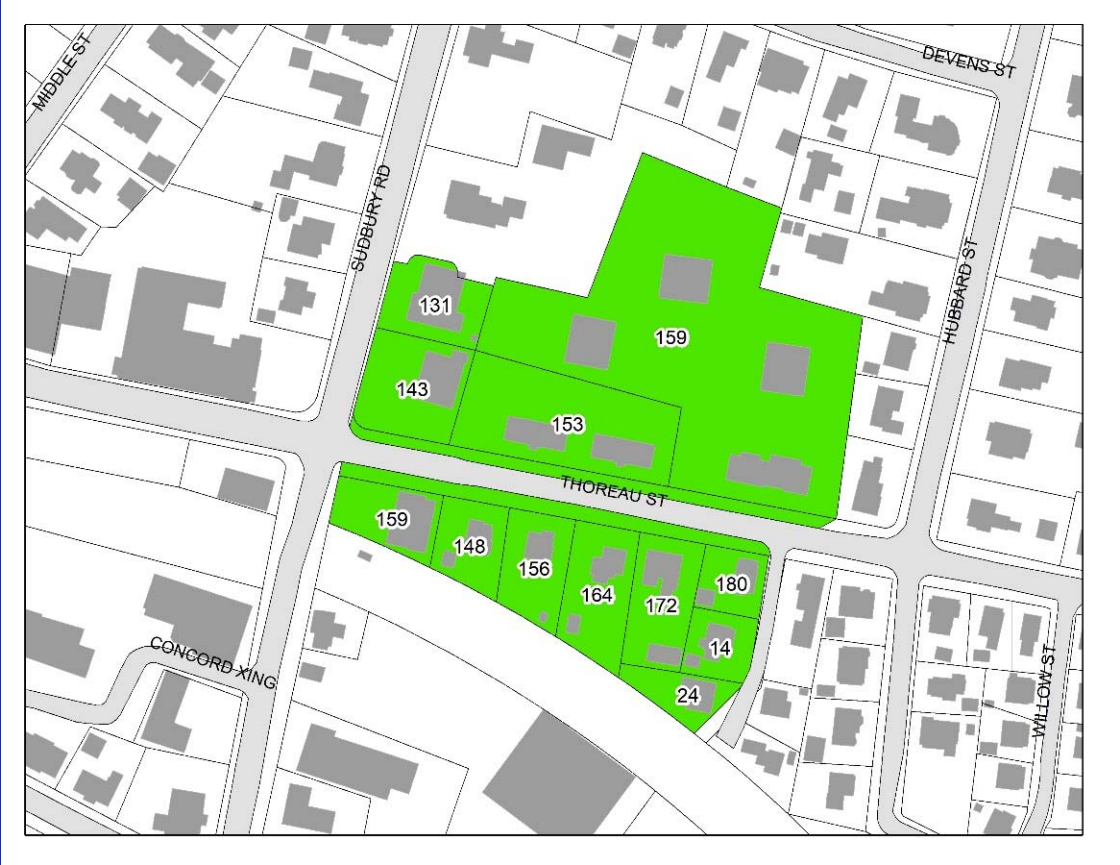 MIDDLE ST
DEVENS ST
SUDBURY RD
HUBBARD ST
131
159
143
153
THOREAU ST
159
148
156
164
172
180
14
24
CONCORD XING
WILLOW ST